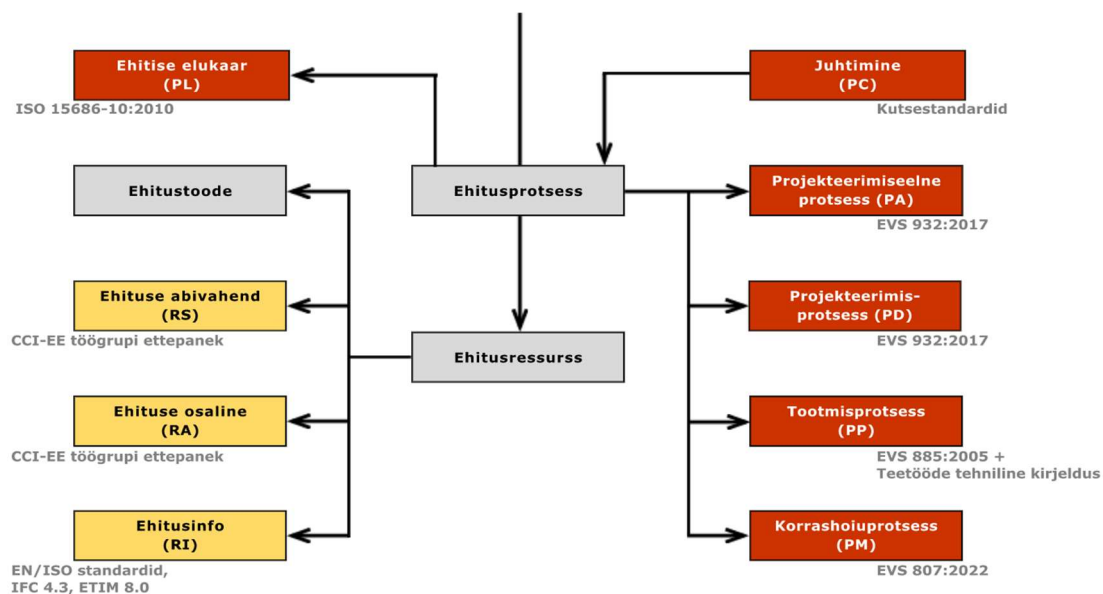 Ehitise elukaar
(PL)
ISO 15686-10:2010
Juhtimine
(PC)
Kutsestandardid
Ehitustoode
Ehitusprotsess
Projekteerimiseelne
protsess (PA)
EVS 932:2017
Ehituse abivahend
(RS)
CCI-EE töögrupi ettepanek
Ehitusressurss
Projekteerimis-
protsess (PD)
EVS 932:2017
Ehituse osaline
(RA)
CCI-EE töögrupi ettepanek
Tootmisprotsess
(PP)
EVS 885:2005 +
Teetööde tehniline kirjeldus
Ehitusinfo
(RI)
EN/ISO standardid,
IFC 4.3, ETIM 8.0
Korrashoiuprotsess
(PM)
EVS 807:2022